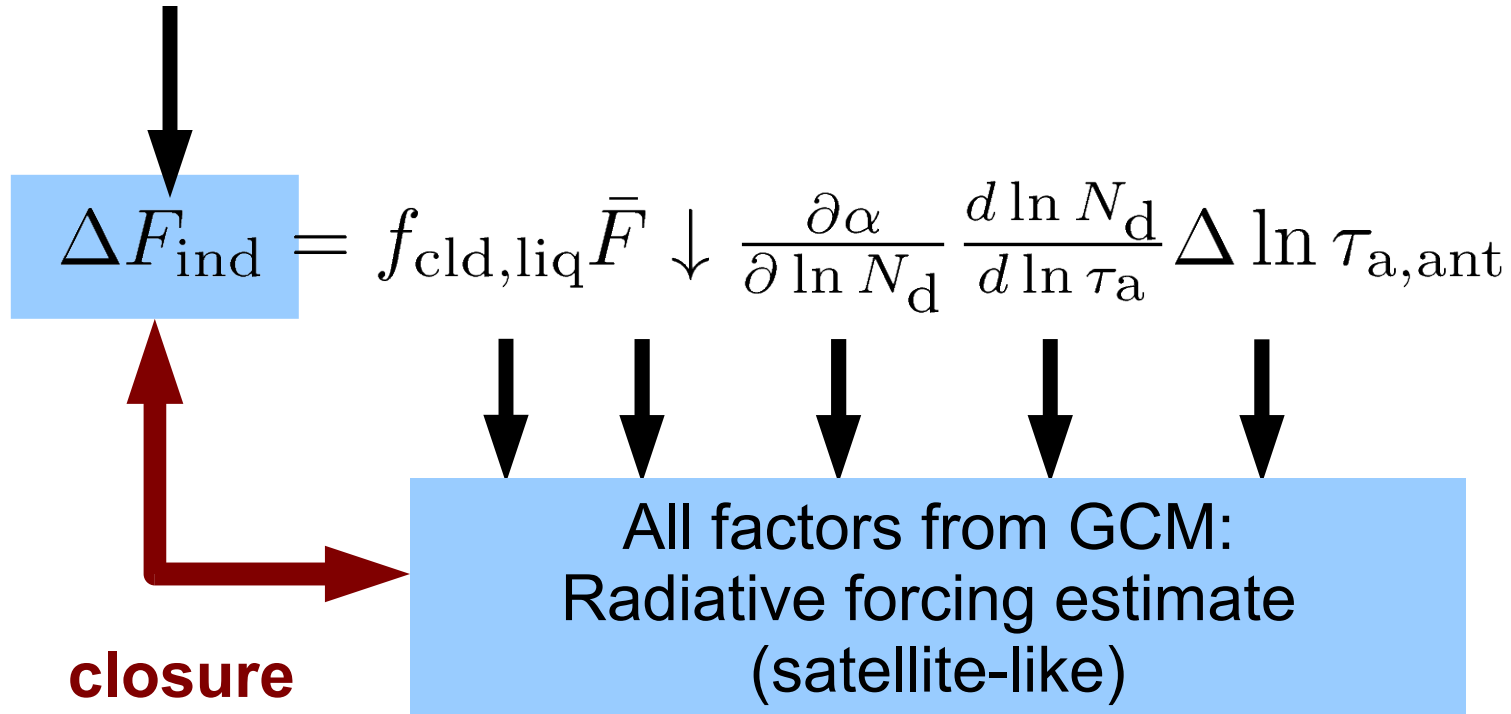 ΔF_ind = f_cld,liq F̄ ↓ ∂α/∂ ln N_d d ln N_d/d ln τ_a Δ ln τ_a,ant
All factors from GCM:
Radiative forcing estimate
(satellite-like)
closure